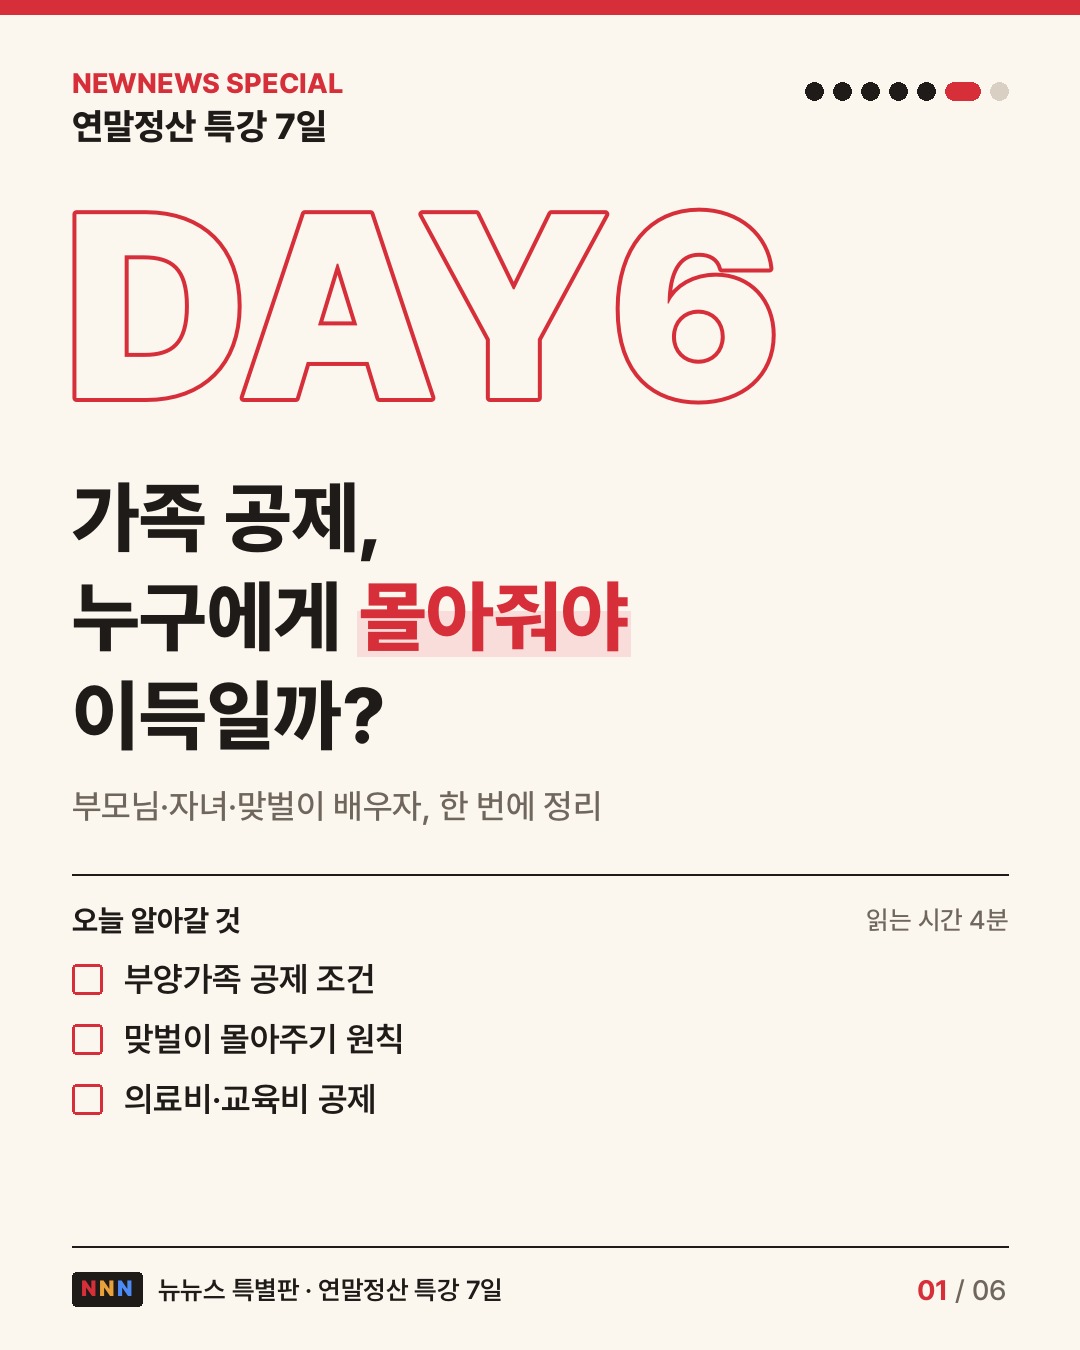 NEWNEWS SPECIAL
연말정산 특강 7일
DAY6
가족 공제,
누구에게 몰아줘야
이득일까?
부모님·자녀·맞벌이 배우자, 한 번에 정리
오늘 알아갈 것
읽는 시간 4분
부양가족 공제 조건
맞벌이 몰아주기 원칙
의료비·교육비 공제
NNN 뉴뉴스 특별판 · 연말정산 특강 7일
01 / 06